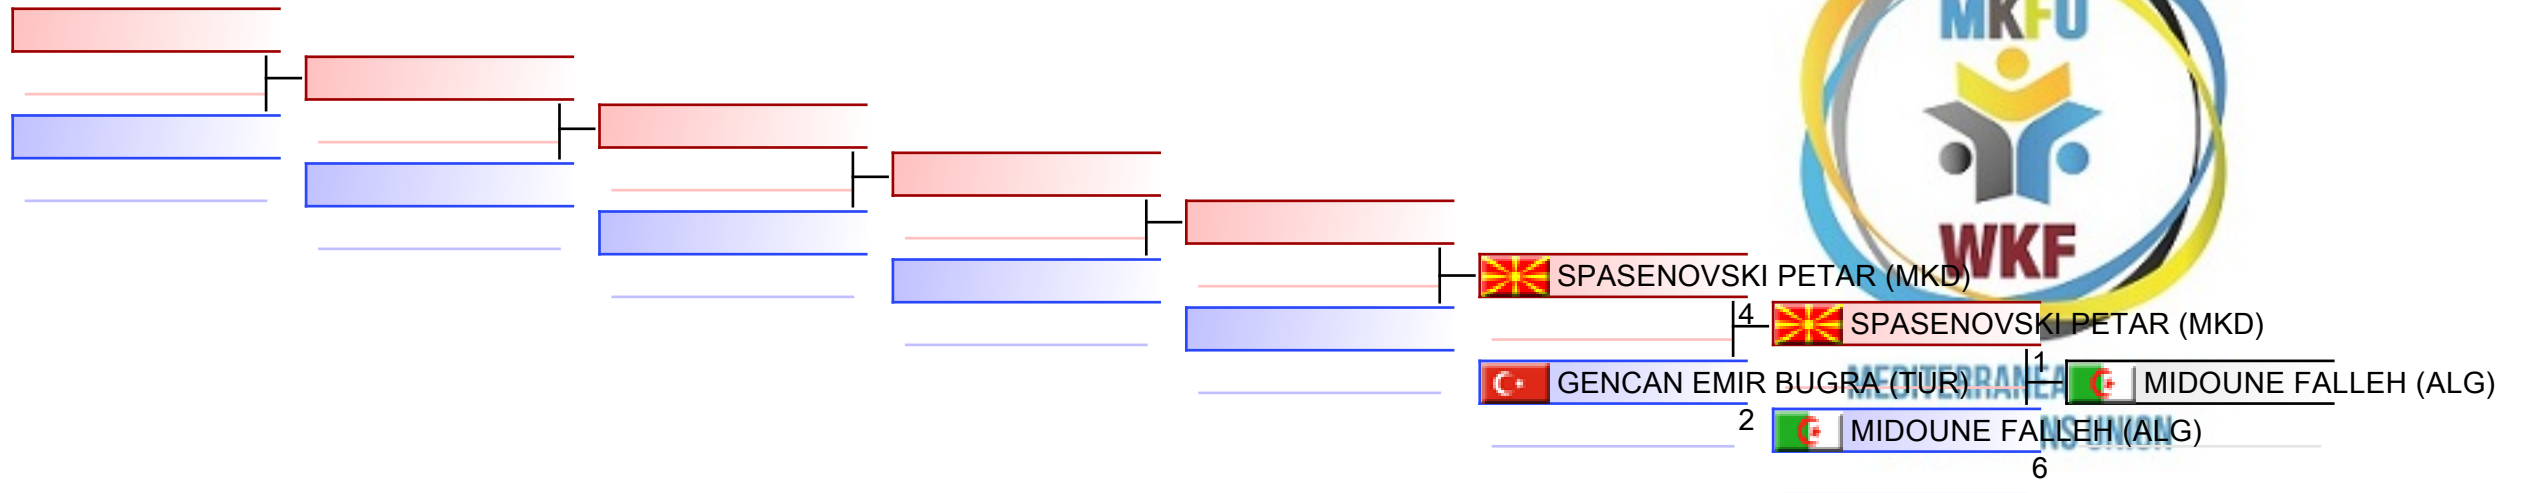 MKFU
WKF
SPASENOVSKI PETAR (MKD)
4
SPASENOVSKI PETAR (MKD)
1
GENCAN EMIR BUGRA (TUR)
2
MIDOUNE FALLEH (ALG)
MIDOUNE FALLEH (ALG)
6
UNION